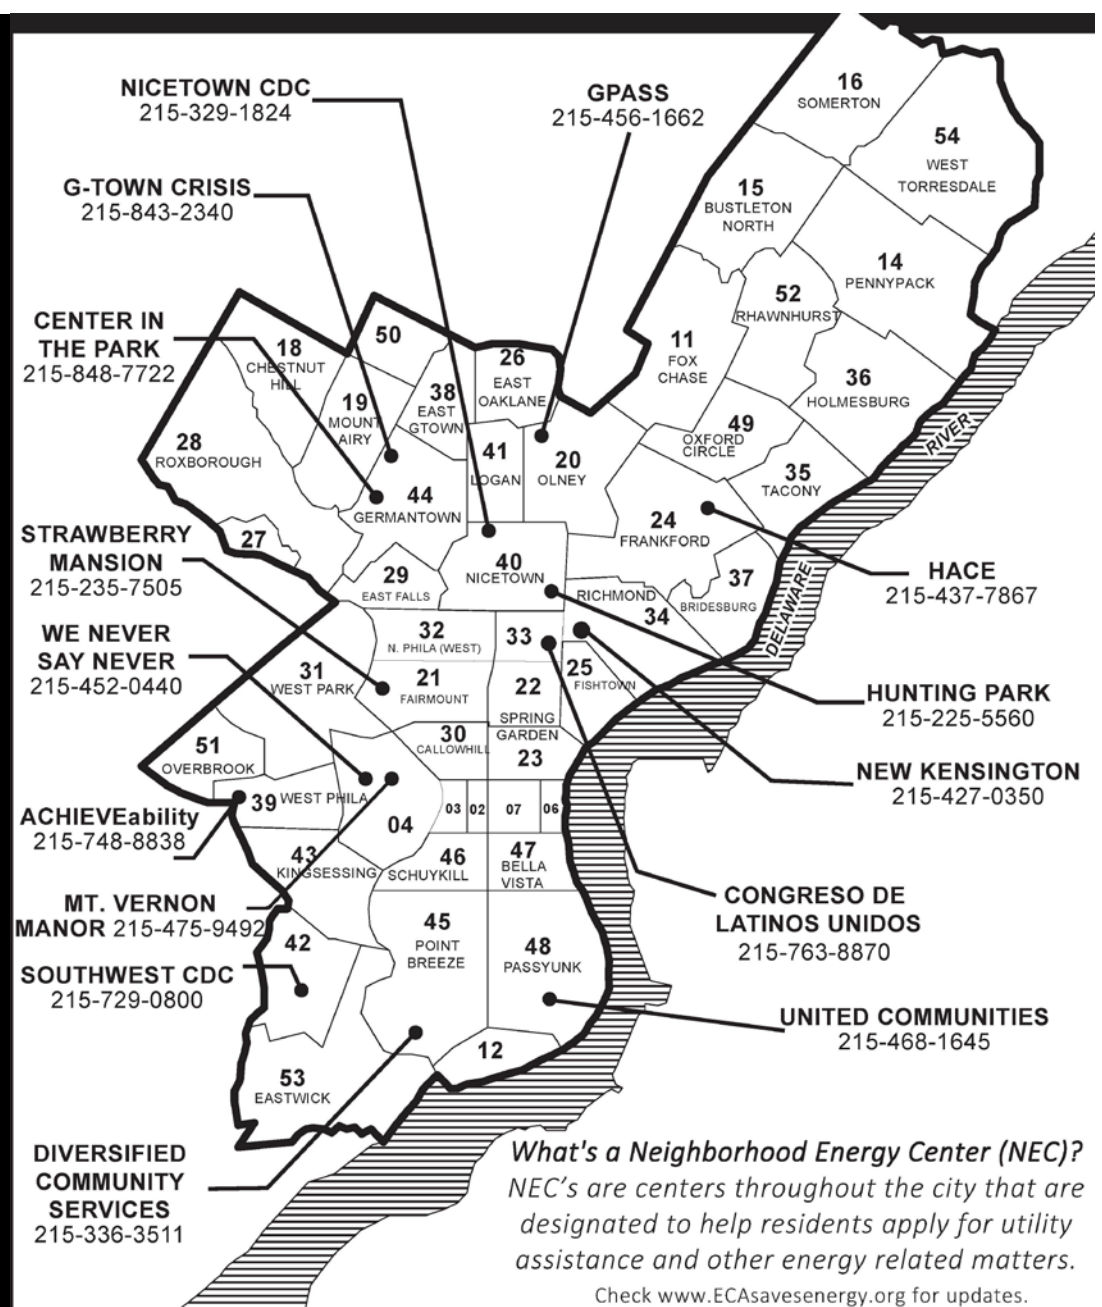 NICETOWN CDC
215-329-1824
GPASS
215-456-1662
G-TOWN CRISIS
215-843-2340
CENTER IN
THE PARK
215-848-7722
STRAWBERRY
MANSION
215-235-7505
WE NEVER
SAY NEVER
215-452-0440
ACHIEVEability
215-748-8838
MT. VERNON
MANOR 215-475-9492
SOUTHWEST CDC
215-729-0800
DIVERSIFIED
COMMUNITY
SERVICES
215-336-3511
16
SOMERTON
54
WEST
TORRESDALE
15
BUSTLETON
NORTH
14
PENNYPACK
52
RHAWNHURST
11
FOX
CHASE
36
HOLMESBURG
49
OXFORD
CIRCLE
35
TACONY
50
18
CHESTNUT
HILL
26
EAST
OAKLANE
38
EAST
GTOWN
19
MOUNT
AIRY
28
ROXBOROUGH
41
LOGAN
20
OLNEY
44
GERMANTOWN
24
FRANKFORD
27
29
EAST FALLS
40
NICETOWN
37
BRIDESBURG
RICHMOND
34
32
N. PHILA (WEST)
33
31
WEST PARK
21
FAIRMOUNT
22
SPRING
GARDEN
25
FISHTOWN
30
CALLOWHILL
23
51
OVERBROOK
39
WEST PHILA
04
03
02
07
06
43
KINGSESSING
46
SCHUYKILL
47
BELLA
VISTA
42
45
POINT
BREEZE
48
PASSYUNK
12
53
EASTWICK
DELAWARE
RIVER
HACE
215-437-7867
HUNTING PARK
215-225-5560
NEW KENSINGTON
215-427-0350
CONGRESO DE
LATINOS UNIDOS
215-763-8870
UNITED COMMUNITIES
215-468-1645
What's a Neighborhood Energy Center (NEC)?
NEC’s are centers throughout the city that are
designated to help residents apply for utility
assistance and other energy related matters.
Check www.ECAsavesenergy.org for updates.